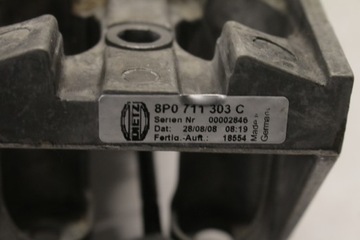 DIETZ
8P0 711 303 C
Serien Nr 00002846
Dat: 28/08/08 08:19
Fertig.-Auft.: 18554
Made in
Germany